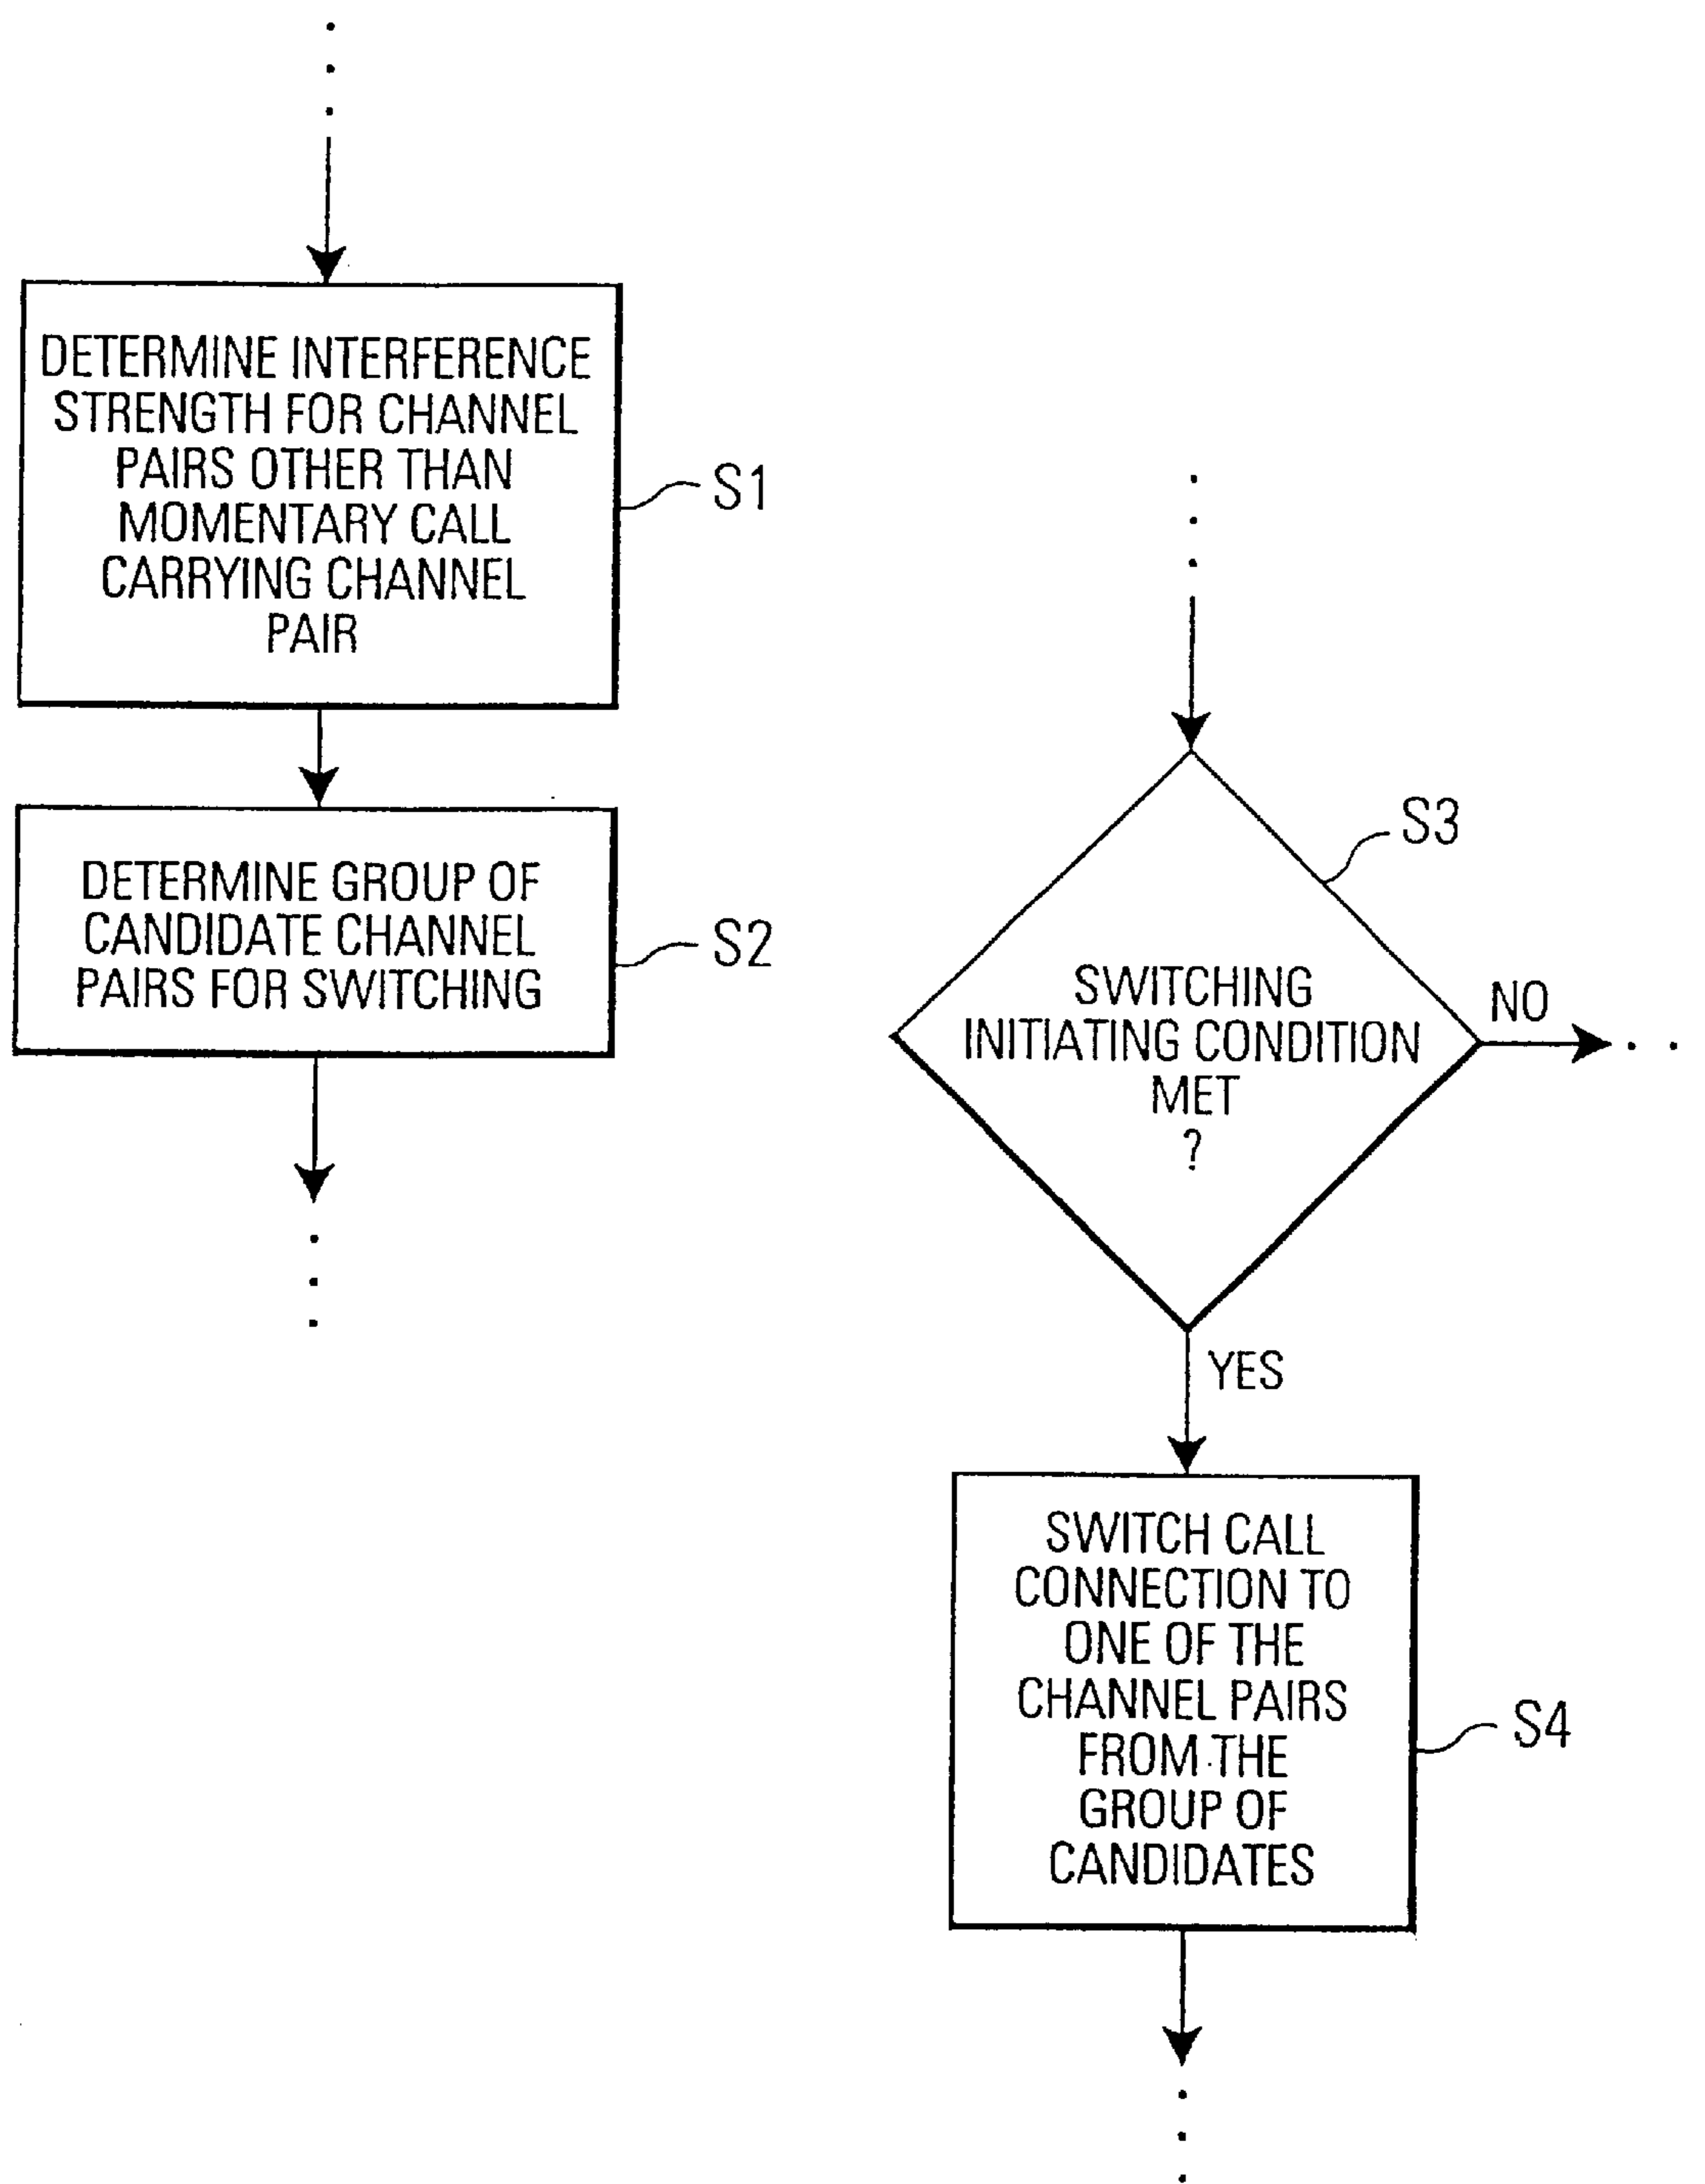 DETERMINE INTERFERENCE
STRENGTH FOR CHANNEL
PAIRS OTHER THAN
MOMENTARY CALL
CARRYING CHANNEL
PAIR
S1
DETERMINE GROUP OF
CANDIDATE CHANNEL
PAIRS FOR SWITCHING
S2
S3
SWITCHING
INITIATING CONDITION
MET
?
NO
YES
SWITCH CALL
CONNECTION TO
ONE OF THE
CHANNEL PAIRS
FROM THE
GROUP OF
CANDIDATES
S4